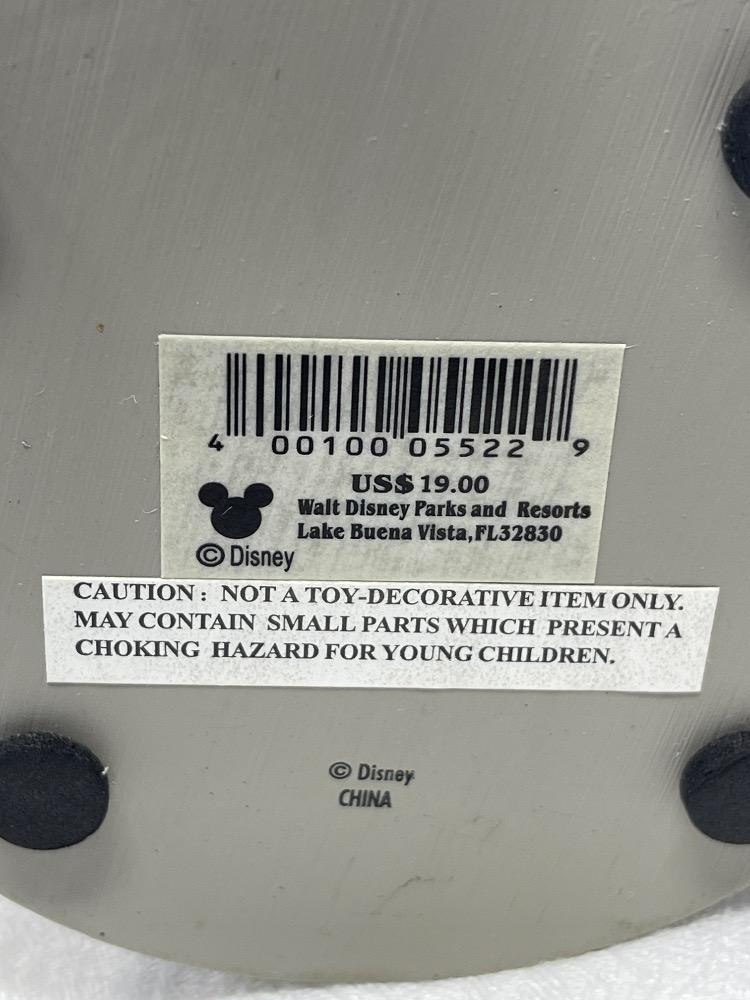 4 00100 05522 9
US$ 19.00
Walt Disney Parks and Resorts
Lake Buena Vista,FL32830
© Disney
CAUTION : NOT A TOY-DECORATIVE ITEM ONLY.
MAY CONTAIN SMALL PARTS WHICH PRESENT A
CHOKING HAZARD FOR YOUNG CHILDREN.
© Disney
CHINA